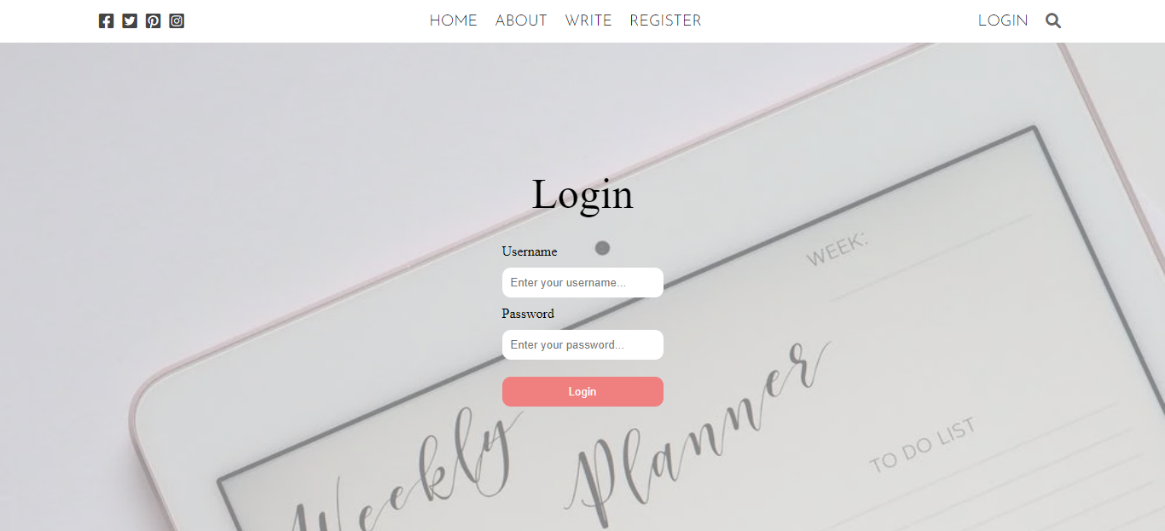 HOME ABOUT WRITE REGISTER LOGIN
Login
Username
Enter your username...
Password
Enter your password...
Login
WEEK:
Weekly Planner
TO DO LIST